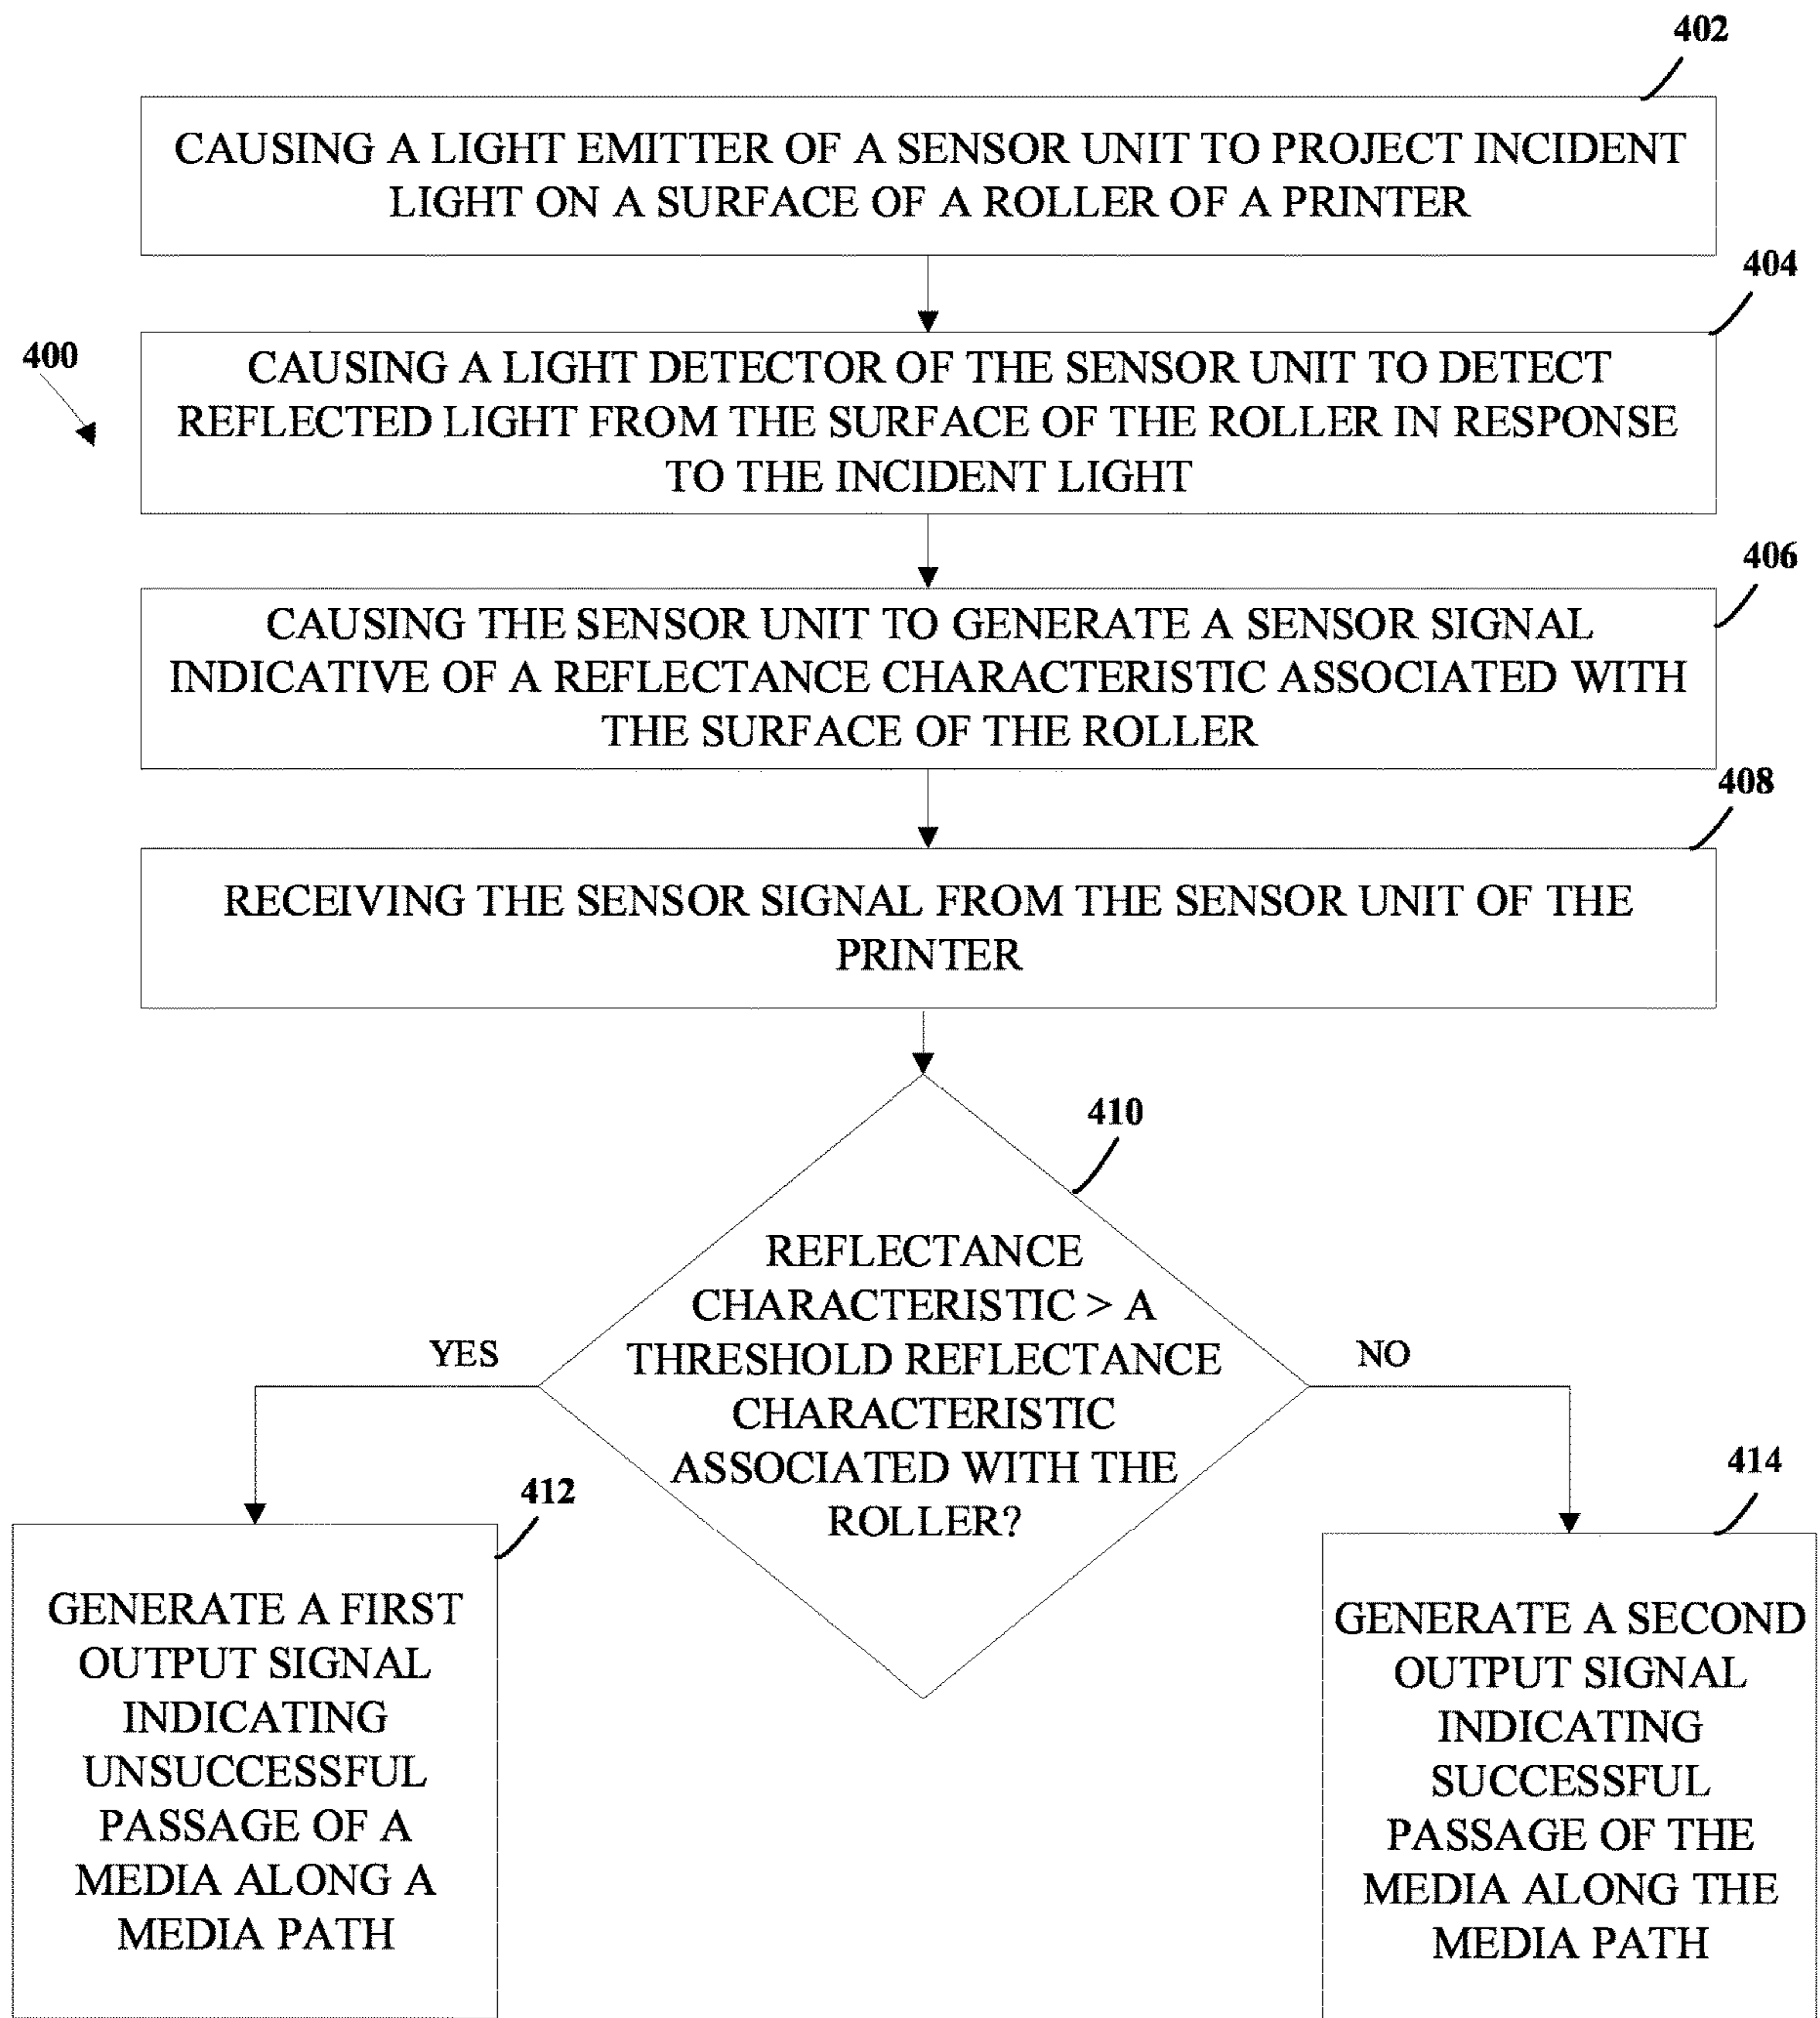 402
CAUSING A LIGHT EMITTER OF A SENSOR UNIT TO PROJECT INCIDENT
LIGHT ON A SURFACE OF A ROLLER OF A PRINTER
404
400
CAUSING A LIGHT DETECTOR OF THE SENSOR UNIT TO DETECT
REFLECTED LIGHT FROM THE SURFACE OF THE ROLLER IN RESPONSE
TO THE INCIDENT LIGHT
406
CAUSING THE SENSOR UNIT TO GENERATE A SENSOR SIGNAL
INDICATIVE OF A REFLECTANCE CHARACTERISTIC ASSOCIATED WITH
THE SURFACE OF THE ROLLER
408
RECEIVING THE SENSOR SIGNAL FROM THE SENSOR UNIT OF THE
PRINTER
410
REFLECTANCE
CHARACTERISTIC > A
THRESHOLD REFLECTANCE
CHARACTERISTIC
ASSOCIATED WITH THE
ROLLER?
YES
NO
412
GENERATE A FIRST
OUTPUT SIGNAL
INDICATING
UNSUCCESSFUL
PASSAGE OF A
MEDIA ALONG A
MEDIA PATH
414
GENERATE A SECOND
OUTPUT SIGNAL
INDICATING
SUCCESSFUL
PASSAGE OF THE
MEDIA ALONG THE
MEDIA PATH